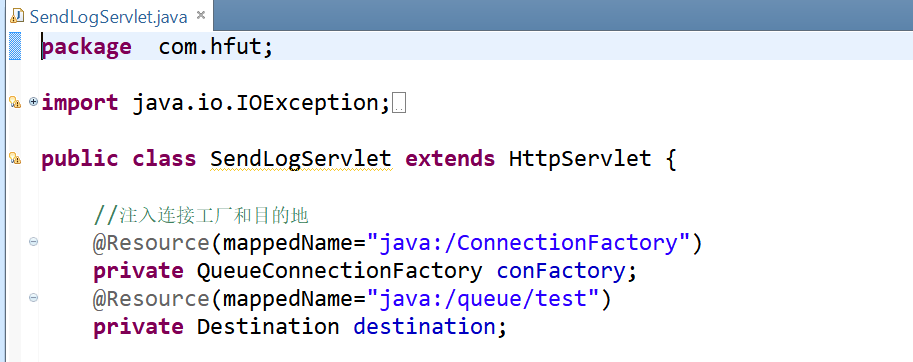 SendLogServlet.java
package  com.hfut;
import java.io.IOException;
public class SendLogServlet extends HttpServlet {
//注入连接工厂和目的地
@Resource(mappedName="java:/ConnectionFactory")
private QueueConnectionFactory conFactory;
@Resource(mappedName="java:/queue/test")
private Destination destination;